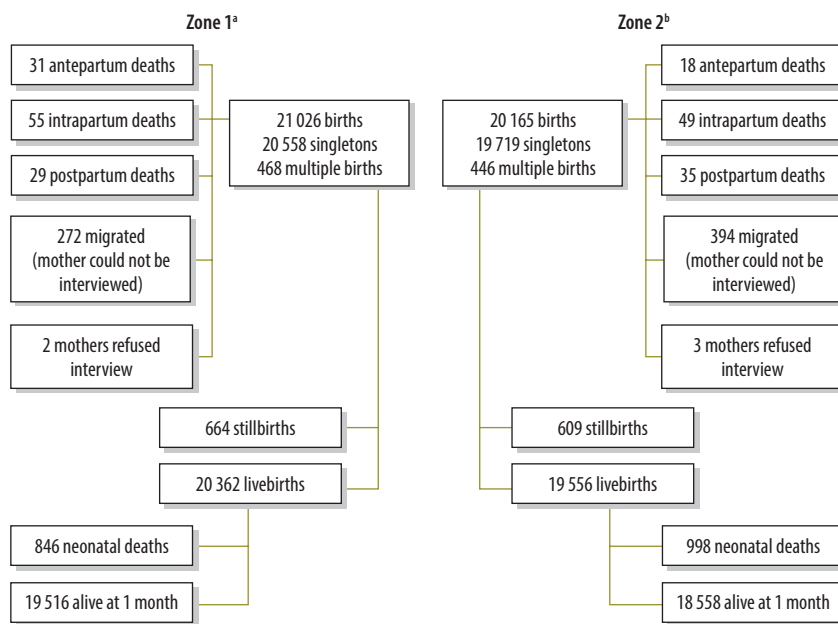 Zone 1ᵃ
31 antepartum deaths
55 intrapartum deaths
29 postpartum deaths
272 migrated
(mother could not be
interviewed)
2 mothers refused
interview
21 026 births
20 558 singletons
468 multiple births
664 stillbirths
20 362 livebirths
846 neonatal deaths
19 516 alive at 1 month
Zone 2ᵇ
20 165 births
19 719 singletons
446 multiple births
18 antepartum deaths
49 intrapartum deaths
35 postpartum deaths
394 migrated
(mother could not be
interviewed)
3 mothers refused
interview
609 stillbirths
19 556 livebirths
998 neonatal deaths
18 558 alive at 1 month